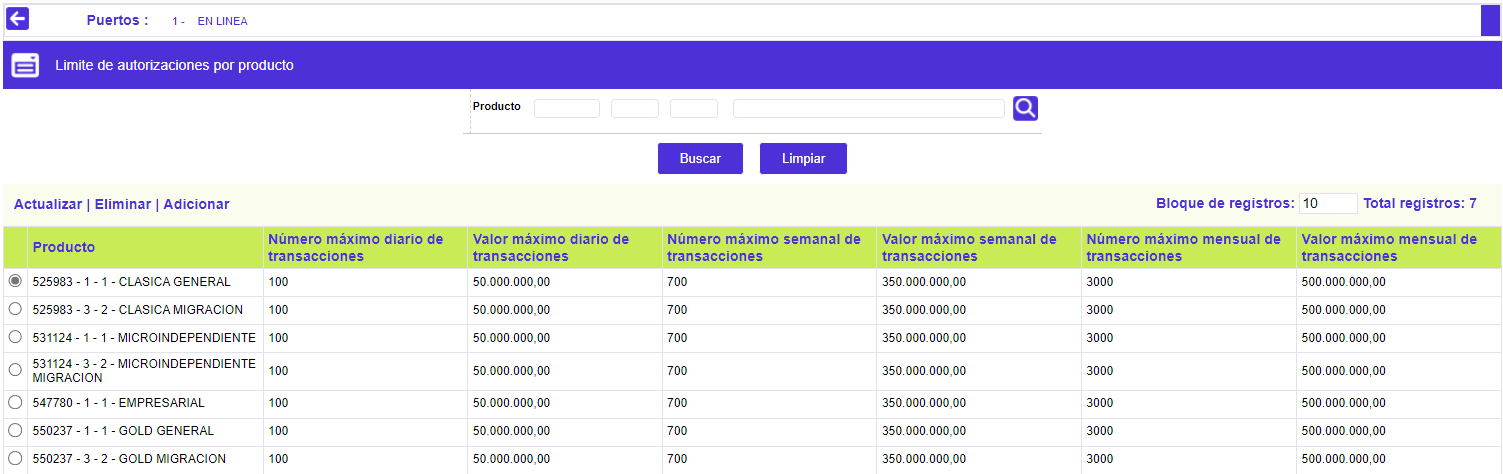 Puertos : 1 - EN LINEA
Limite de autorizaciones por producto
Producto
Buscar Limpiar
Actualizar | Eliminar | Adicionar Bloque de registros: 10 Total registros: 7
Producto Número máximo diario de transacciones Valor máximo diario de transacciones Número máximo semanal de transacciones Valor máximo semanal de transacciones Número máximo mensual de transacciones Valor máximo mensual de transacciones
525983 - 1 - 1 - CLASICA GENERAL 100 50.000.000,00 700 350.000.000,00 3000 500.000.000,00
525983 - 3 - 2 - CLASICA MIGRACION 100 50.000.000,00 700 350.000.000,00 3000 500.000.000,00
531124 - 1 - 1 - MICROINDEPENDIENTE 100 50.000.000,00 700 350.000.000,00 3000 500.000.000,00
531124 - 3 - 2 - MICROINDEPENDIENTE MIGRACION 100 50.000.000,00 700 350.000.000,00 3000 500.000.000,00
547780 - 1 - 1 - EMPRESARIAL 100 50.000.000,00 700 350.000.000,00 3000 500.000.000,00
550237 - 1 - 1 - GOLD GENERAL 100 50.000.000,00 700 350.000.000,00 3000 500.000.000,00
550237 - 3 - 2 - GOLD MIGRACION 100 50.000.000,00 700 350.000.000,00 3000 500.000.000,00